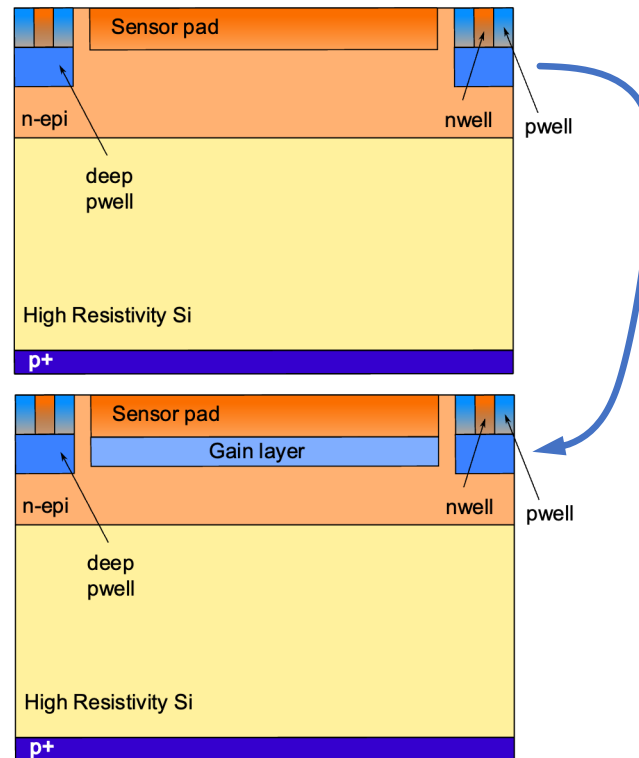 Sensor pad
n-epi
nwell
pwell
deep
pwell
High Resistivity Si
p+
Sensor pad
Gain layer
n-epi
nwell
pwell
deep
pwell
High Resistivity Si
p+